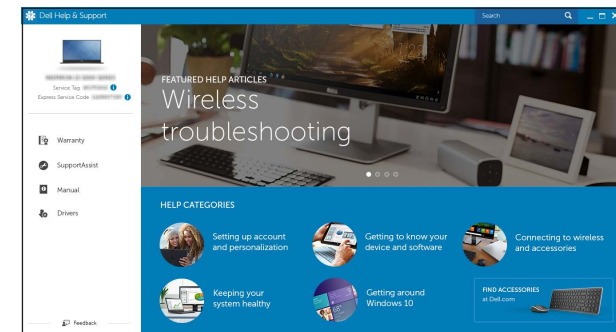 Dell Help & Support
Search
Service Tag
Express Service Code
Warranty
SupportAssist
Manual
Drivers
Feedback
FEATURED HELP ARTICLES
Wireless
troubleshooting
HELP CATEGORIES
Setting up account
and personalization
Getting to know your
device and software
Connecting to wireless
and accessories
Keeping your
system healthy
Getting around
Windows 10
FIND ACCESSORIES
at Dell.com